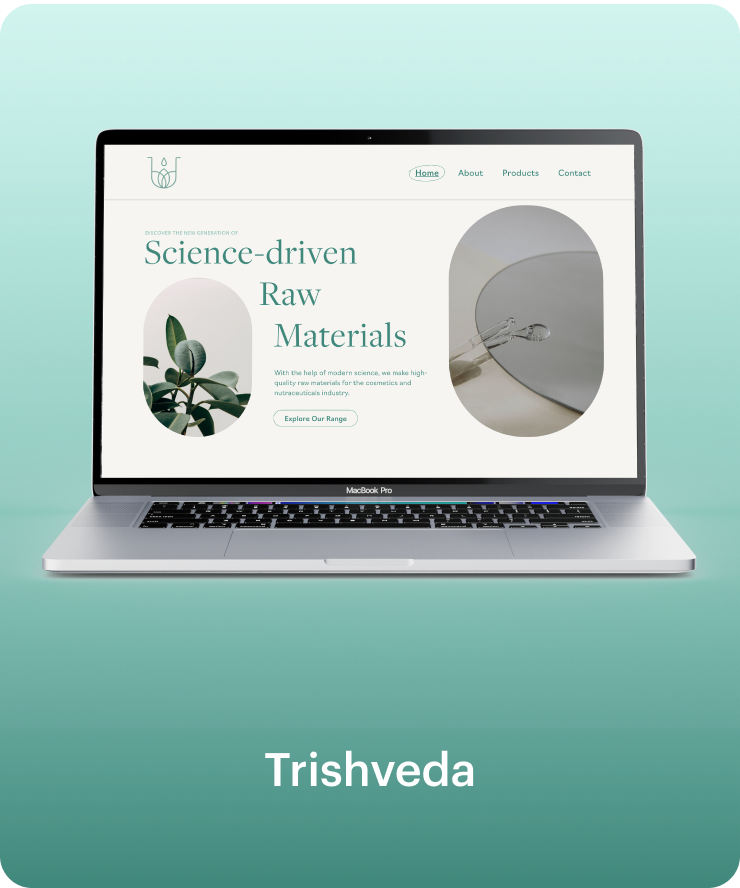 Home About Products Contact
DISCOVER THE NEW GENERATION OF
Science-driven
Raw
Materials
With the help of modern science, we make high-
quality raw materials for the cosmetics and
nutraceuticals industry.
Explore Our Range
MacBook Pro
Trishveda